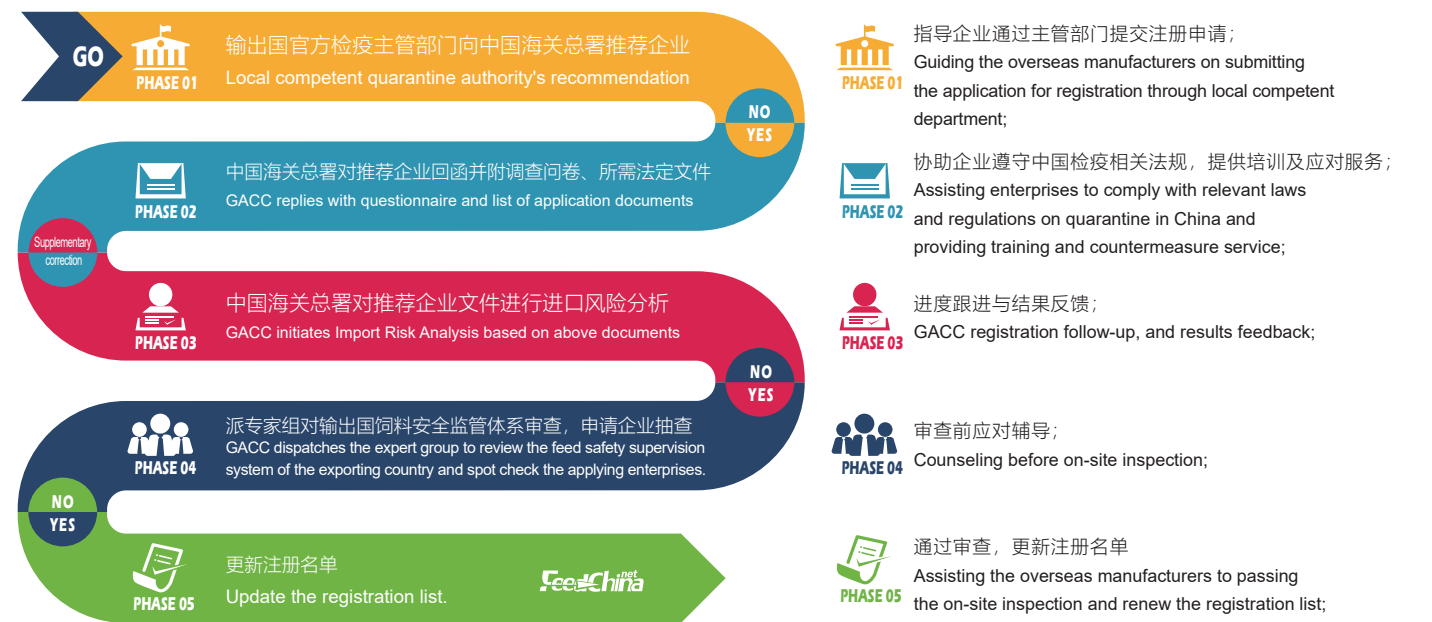 GO
PHASE 01
输出国官方检疫主管部门向中国海关总署推荐企业
Local competent quarantine authority's recommendation
NO
YES
PHASE 02
中国海关总署对推荐企业回函并附调查问卷、所需法定文件
GACC replies with questionnaire and list of application documents
Supplementary
correction
PHASE 03
中国海关总署对推荐企业文件进行进口风险分析
GACC initiates Import Risk Analysis based on above documents
NO
YES
PHASE 04
派专家组对输出国饲料安全监管体系审查，申请企业抽查
GACC dispatches the expert group to review the feed safety supervision
system of the exporting country and spot check the applying enterprises.
NO
YES
PHASE 05
更新注册名单
Update the registration list.
FeedChina.net
PHASE 01
指导企业通过主管部门提交注册申请；
Guiding the overseas manufacturers on submitting
the application for registration through local competent
department;
PHASE 02
协助企业遵守中国检疫相关法规，提供培训及应对服务；
Assisting enterprises to comply with relevant laws
and regulations on quarantine in China and
providing training and countermeasure service;
PHASE 03
进度跟进与结果反馈；
GACC registration follow-up, and results feedback;
PHASE 04
审查前应对辅导；
Counseling before on-site inspection;
PHASE 05
通过审查，更新注册名单
Assisting the overseas manufacturers to passing
the on-site inspection and renew the registration list;